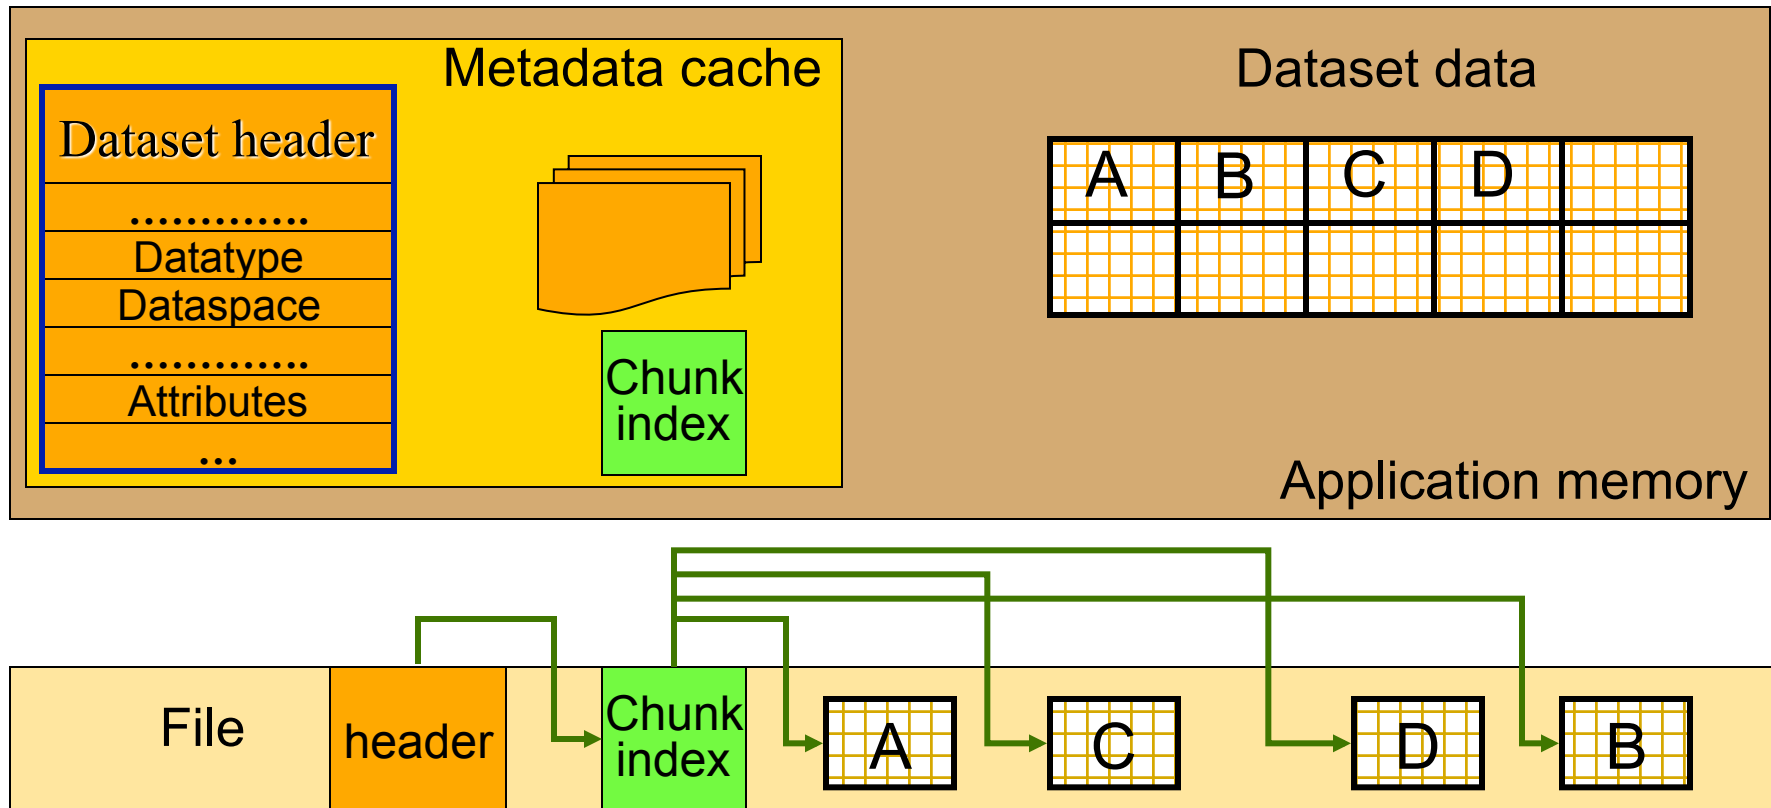 Metadata cache
Dataset data
Dataset header
.............
Datatype
Dataspace
.............
Attributes
...
Chunk
index
A B C D
Application memory
File
header
Chunk
index
A
C
D
B